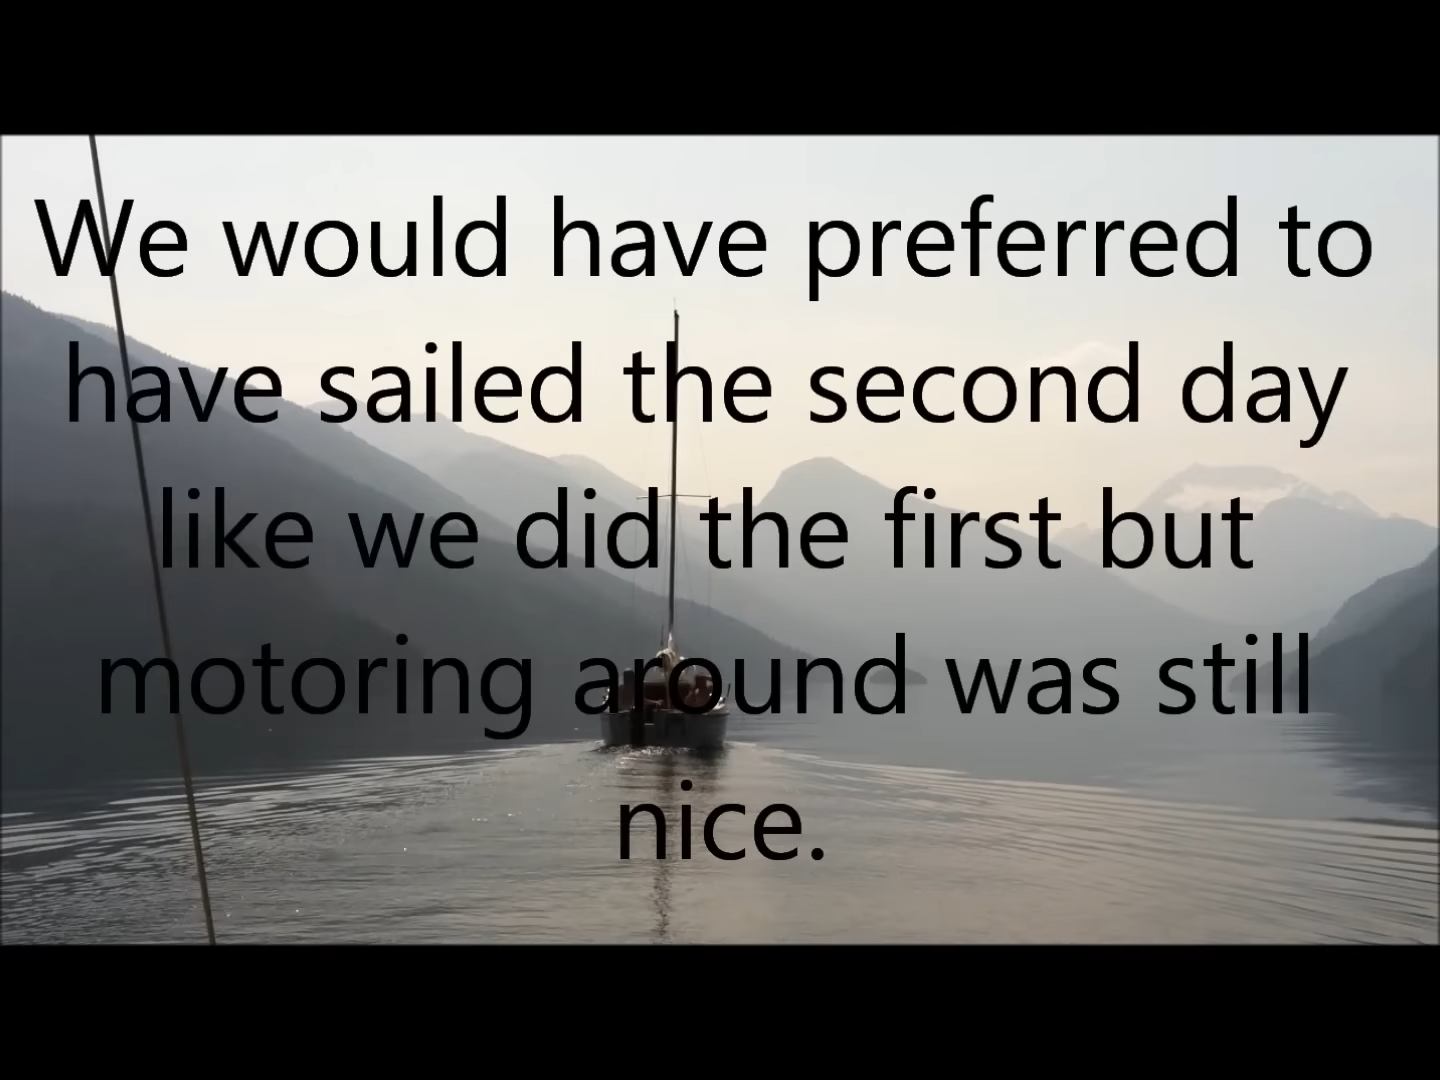 We would have preferred to
have sailed the second day
like we did the first but
motoring around was still
nice.